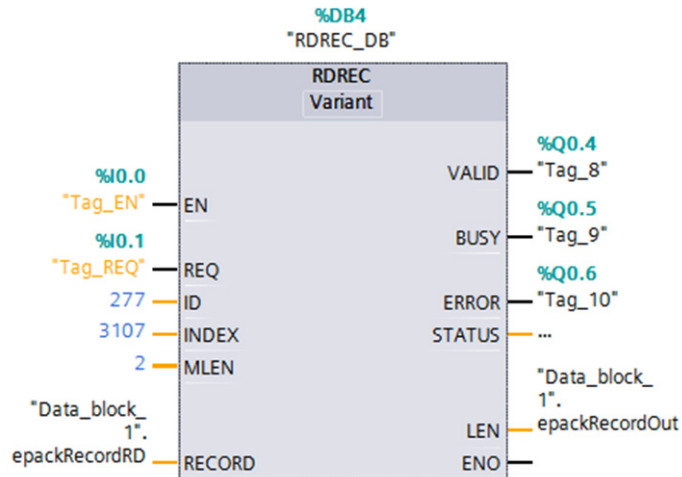 %DB4
"RDREC_DB"
RDREC
Variant
%Q0.4
VALID "Tag_8"
%I0.0
"Tag_EN" EN
%Q0.5
BUSY "Tag_9"
%I0.1
"Tag_REQ" REQ
%Q0.6
277 ID ERROR "Tag_10"
3107 INDEX STATUS ...
2 MLEN
"Data_block_
1".
epackRecordRD RECORD
"Data_block_
1".
LEN epackRecordOut
ENO